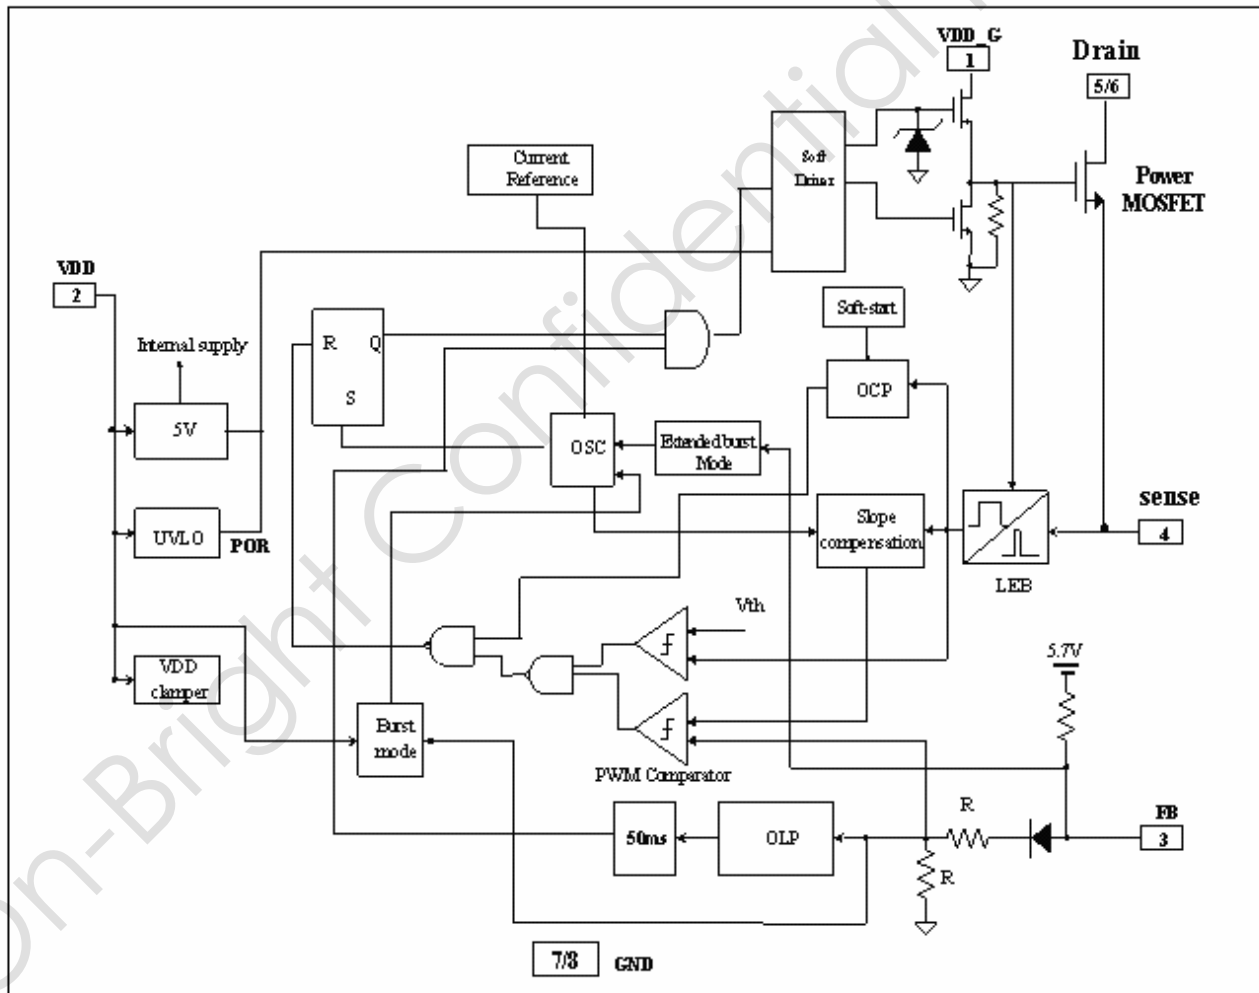 On-Bright Confidential
VDD_G
1
Drain
5/6
Current
Reference
Soft
Driver
Power
MOSFET
VDD
2
Soft-start
R
Q
S
Internal supply
OCP
5V
OSC
Extended burst
Mode
UVLO
POR
Slope
compensation
sense
4
LEB
Vth
5.7V
VDD
clamper
Burst
mode
PWM Comparator
50ms
OLP
R
FB
3
R
7/8
GND